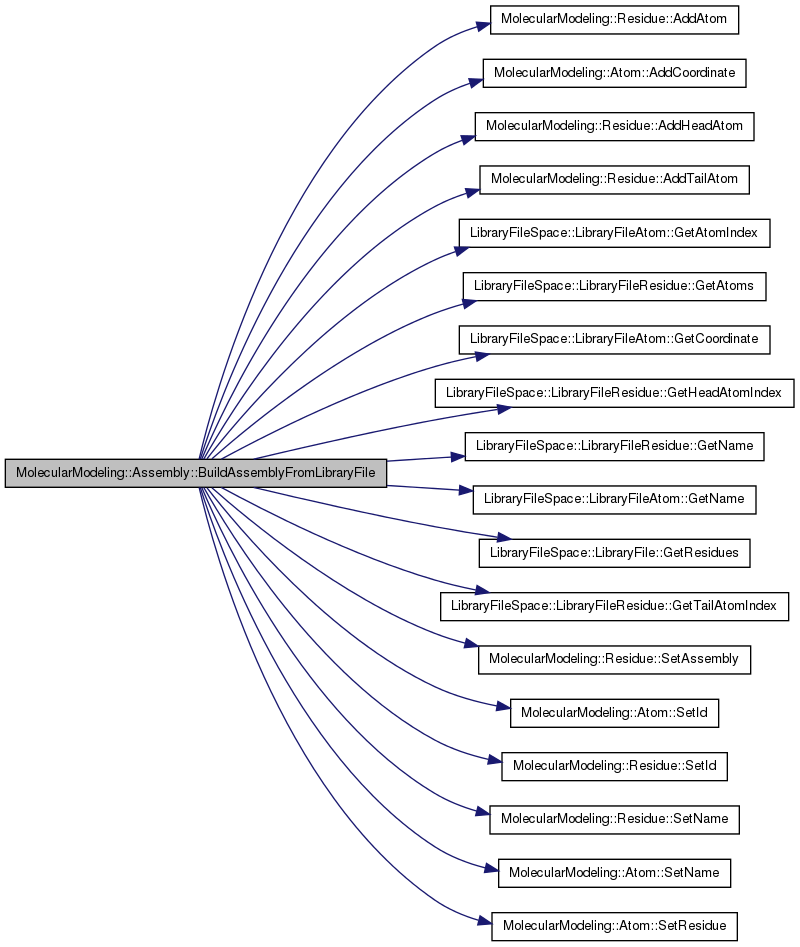 MolecularModeling::Residue::AddAtom
MolecularModeling::Atom::AddCoordinate
MolecularModeling::Residue::AddHeadAtom
MolecularModeling::Residue::AddTailAtom
LibraryFileSpace::LibraryFileAtom::GetAtomIndex
LibraryFileSpace::LibraryFileResidue::GetAtoms
LibraryFileSpace::LibraryFileAtom::GetCoordinate
LibraryFileSpace::LibraryFileResidue::GetHeadAtomIndex
LibraryFileSpace::LibraryFileResidue::GetName
MolecularModeling::Assembly::BuildAssemblyFromLibraryFile
LibraryFileSpace::LibraryFileAtom::GetName
LibraryFileSpace::LibraryFile::GetResidues
LibraryFileSpace::LibraryFileResidue::GetTailAtomIndex
MolecularModeling::Residue::SetAssembly
MolecularModeling::Atom::SetId
MolecularModeling::Residue::SetId
MolecularModeling::Residue::SetName
MolecularModeling::Atom::SetName
MolecularModeling::Atom::SetResidue